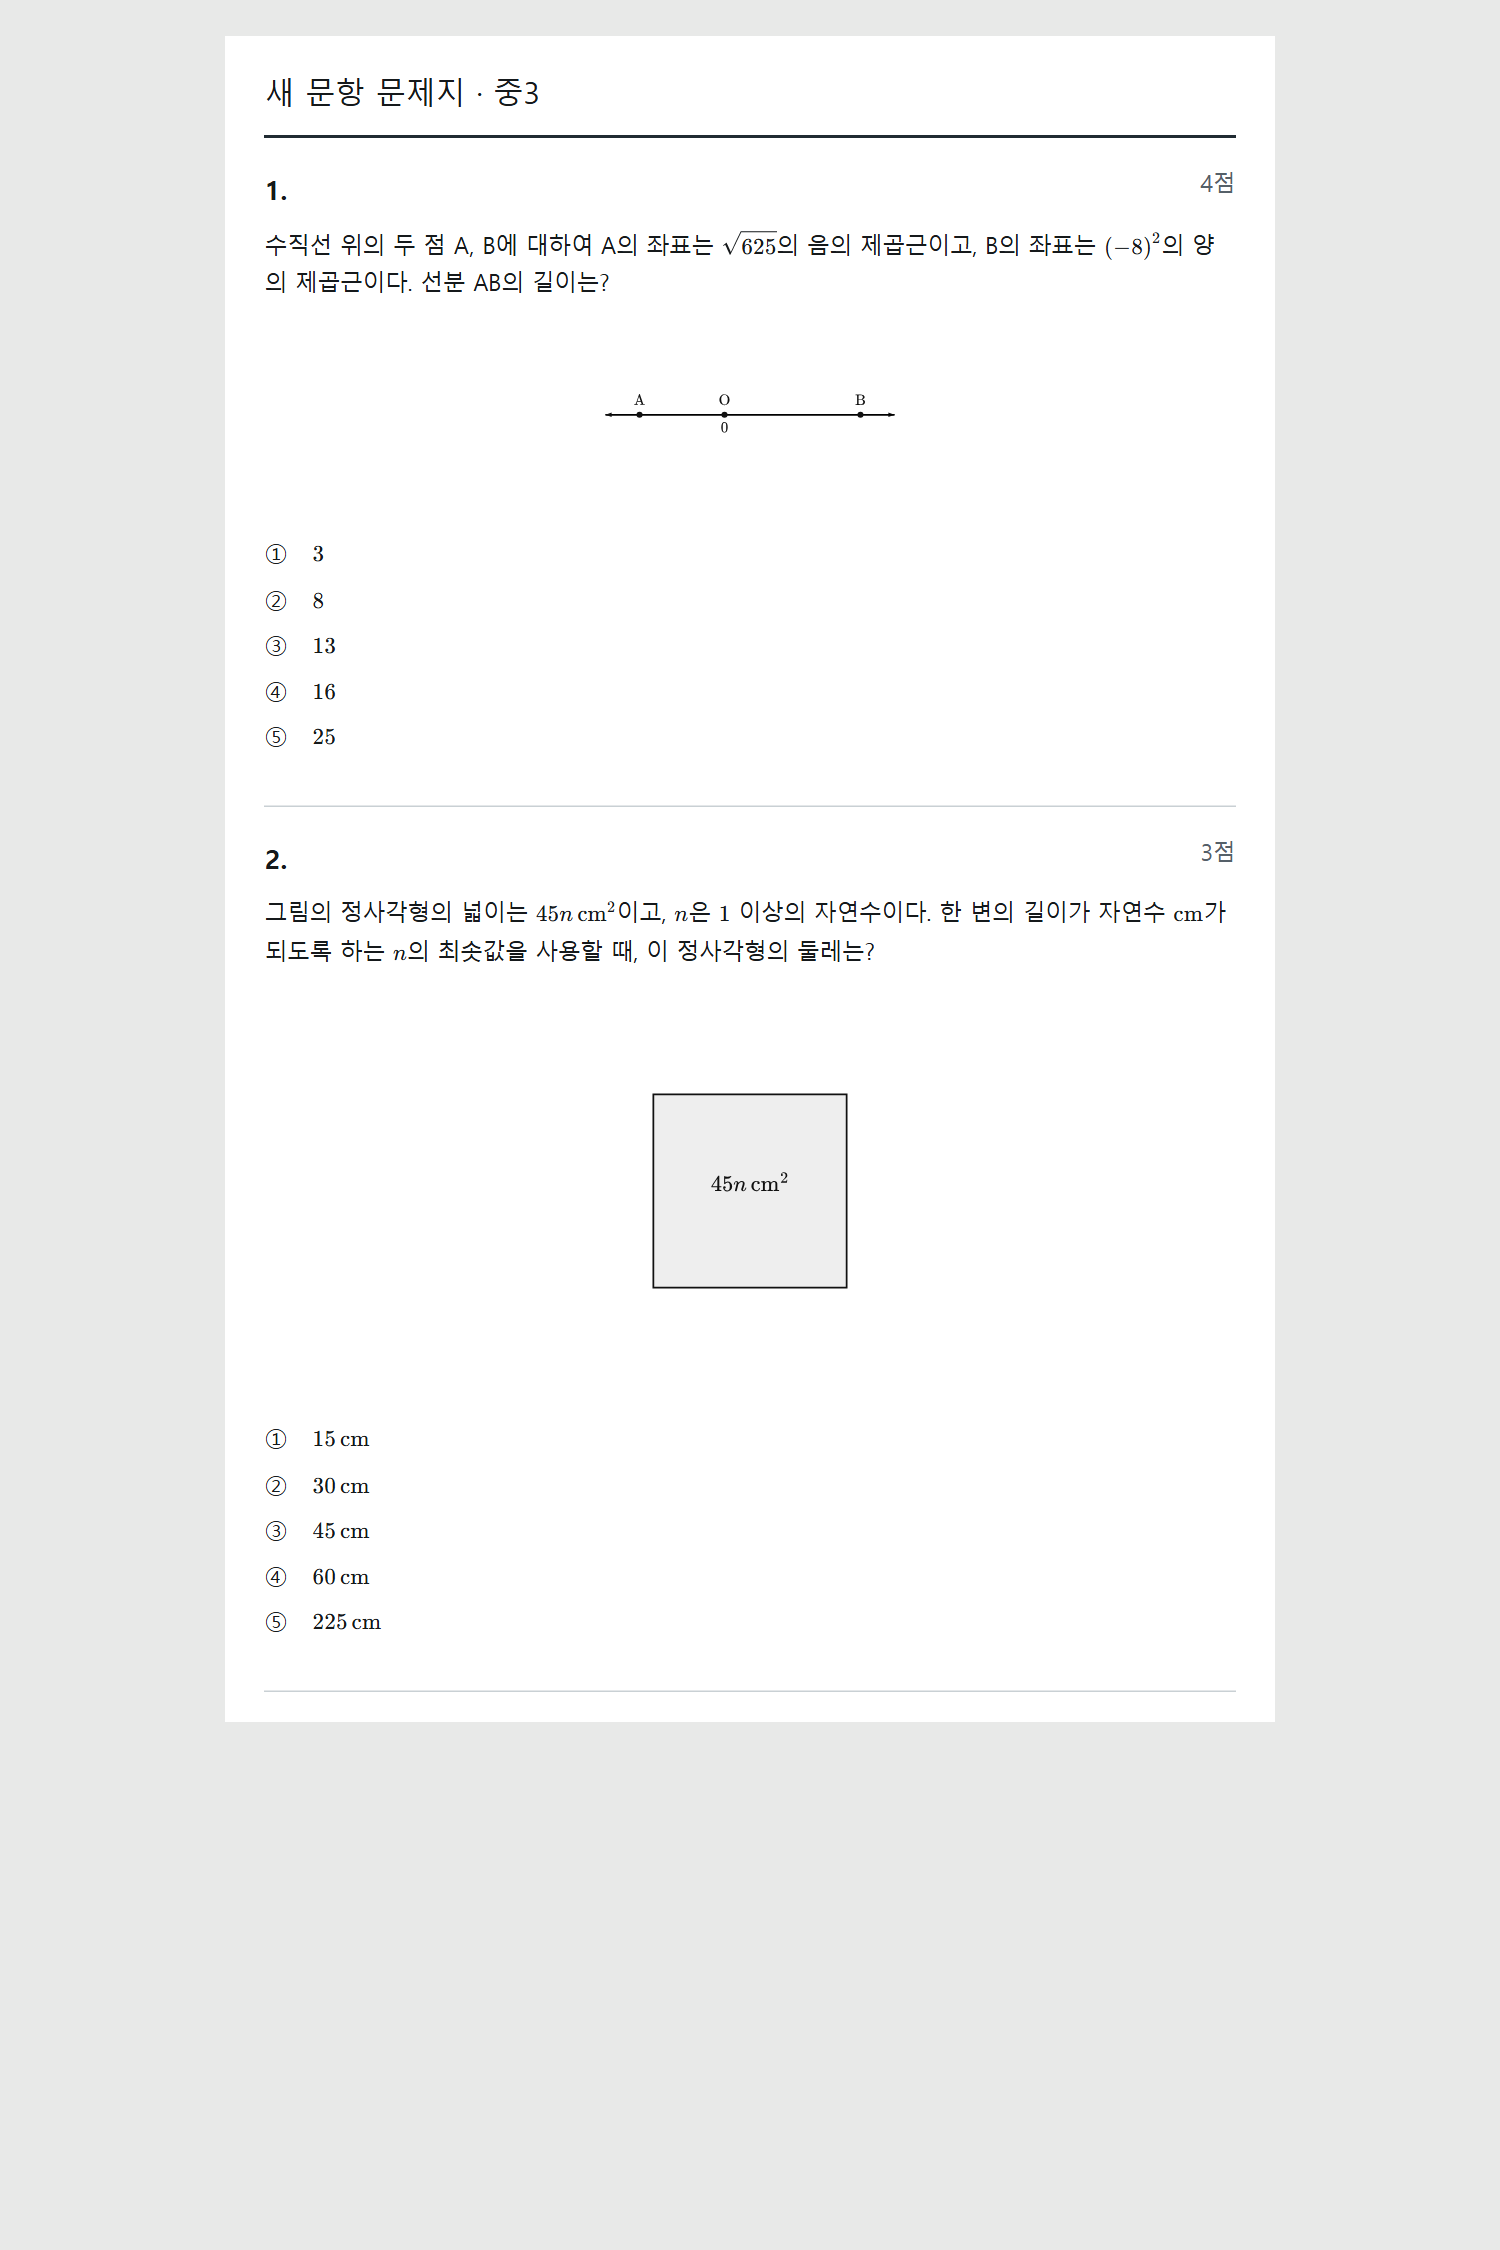 새 문항 문제지 · 중3
1.
4점
수직선 위의 두 점 A, B에 대하여 A의 좌표는 √625의 음의 제곱근이고, B의 좌표는 (−8)²의 양
의 제곱근이다. 선분 AB의 길이는?
A O B
0
① 3
② 8
③ 13
④ 16
⑤ 25
2.
3점
그림의 정사각형의 넓이는 45n cm²이고, n은 1 이상의 자연수이다. 한 변의 길이가 자연수 cm가
되도록 하는 n의 최솟값을 사용할 때, 이 정사각형의 둘레는?
45n cm²
① 15 cm
② 30 cm
③ 45 cm
④ 60 cm
⑤ 225 cm